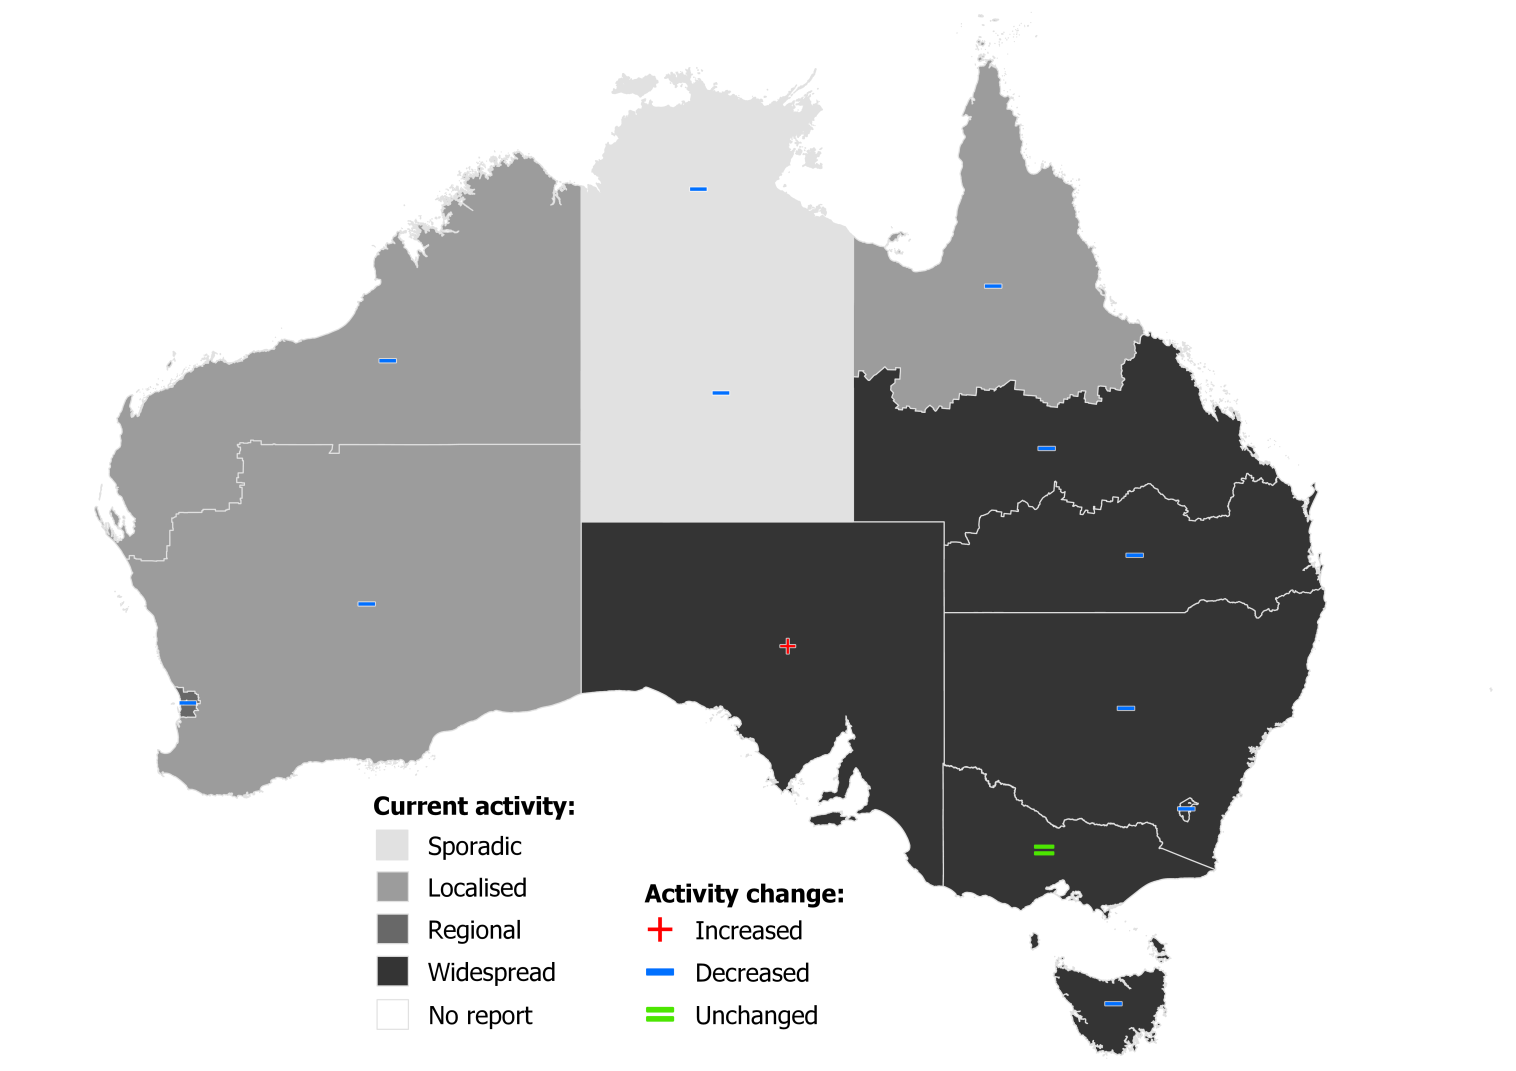 Current activity:
Sporadic
Localised
Regional
Widespread
No report
Activity change:
Increased
Decreased
Unchanged